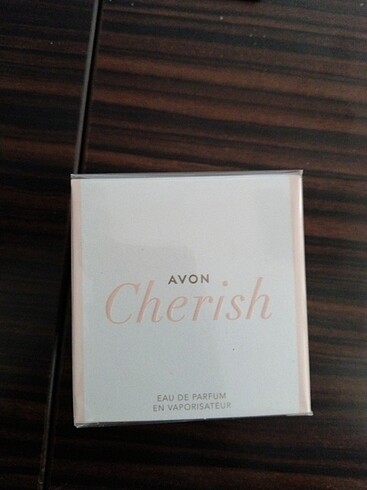 AVON
Cherish
EAU DE PARFUM
EN VAPORISATEUR